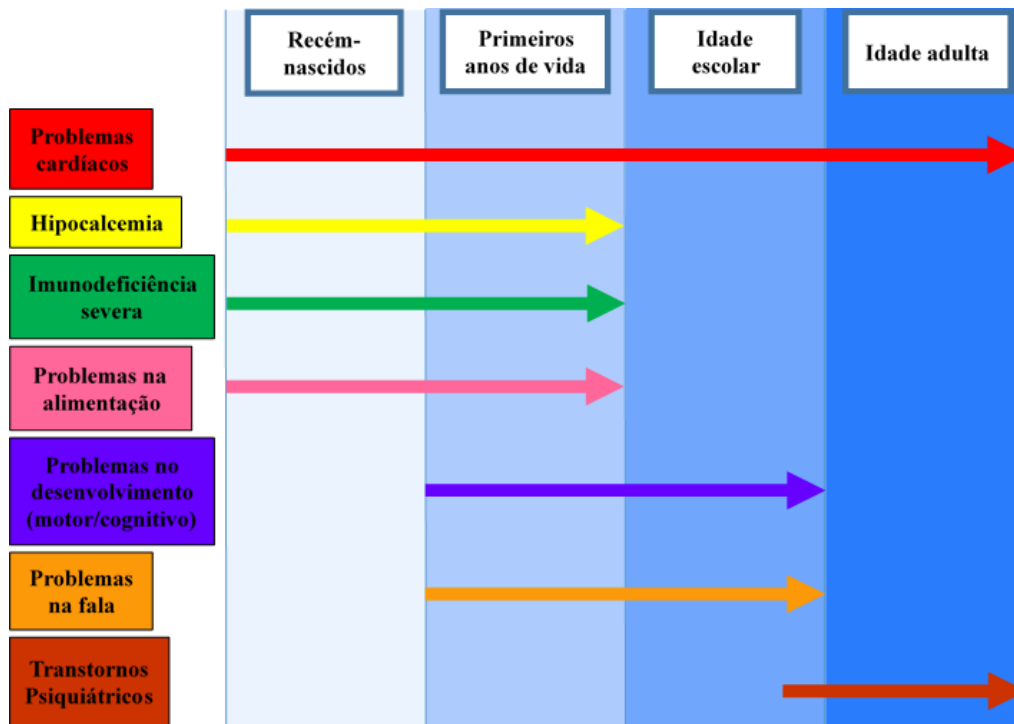 Recém-
nascidos
Primeiros
anos de vida
Idade
escolar
Idade adulta
Problemas
cardíacos
Hipocalcemia
Imunodeficiência
severa
Problemas na
alimentação
Problemas no
desenvolvimento
(motor/cognitivo)
Problemas
na fala
Transtornos
Psiquiátricos